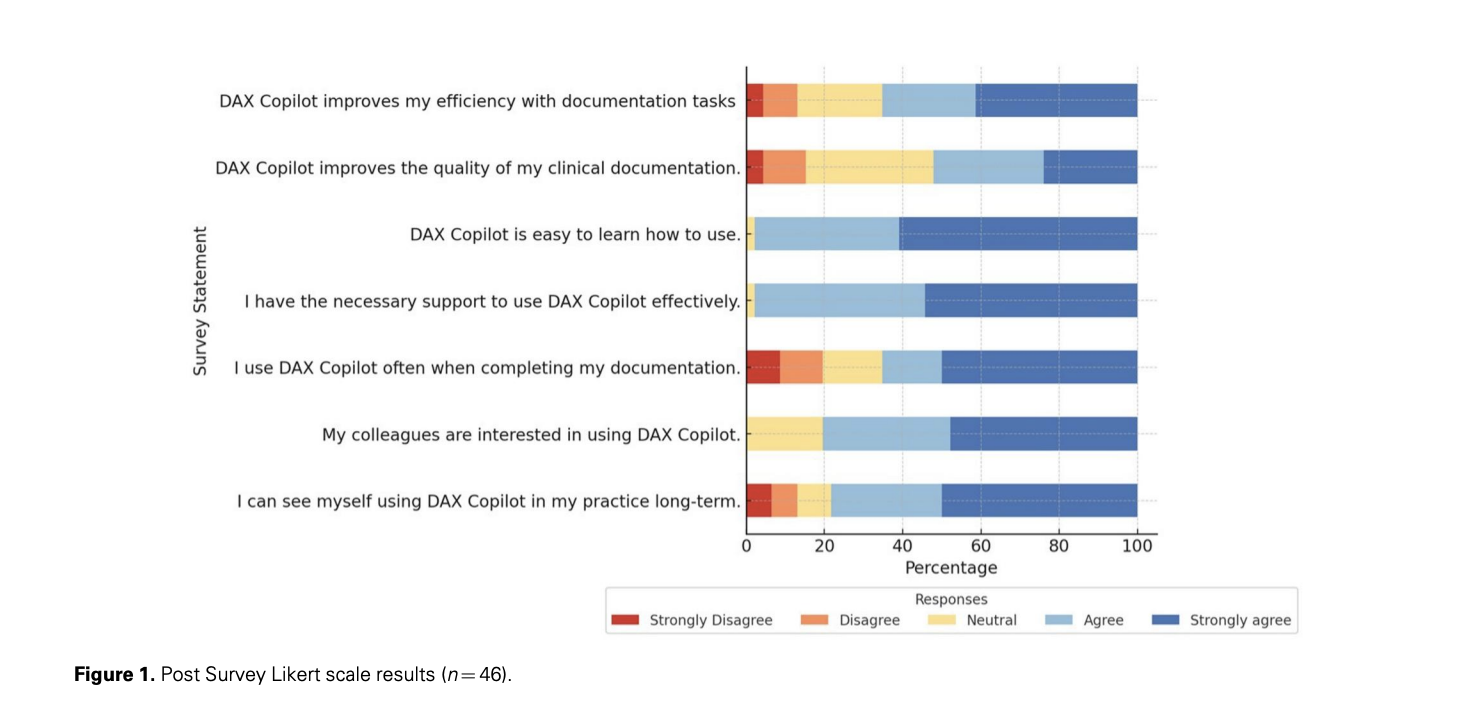 DAX Copilot improves my efficiency with documentation tasks
DAX Copilot improves the quality of my clinical documentation.
DAX Copilot is easy to learn how to use.
I have the necessary support to use DAX Copilot effectively.
I use DAX Copilot often when completing my documentation.
My colleagues are interested in using DAX Copilot.
I can see myself using DAX Copilot in my practice long-term.
Survey Statement
0 20 40 60 80 100
Percentage
Responses
Strongly Disagree Disagree Neutral Agree Strongly agree
Figure 1. Post Survey Likert scale results (n = 46).